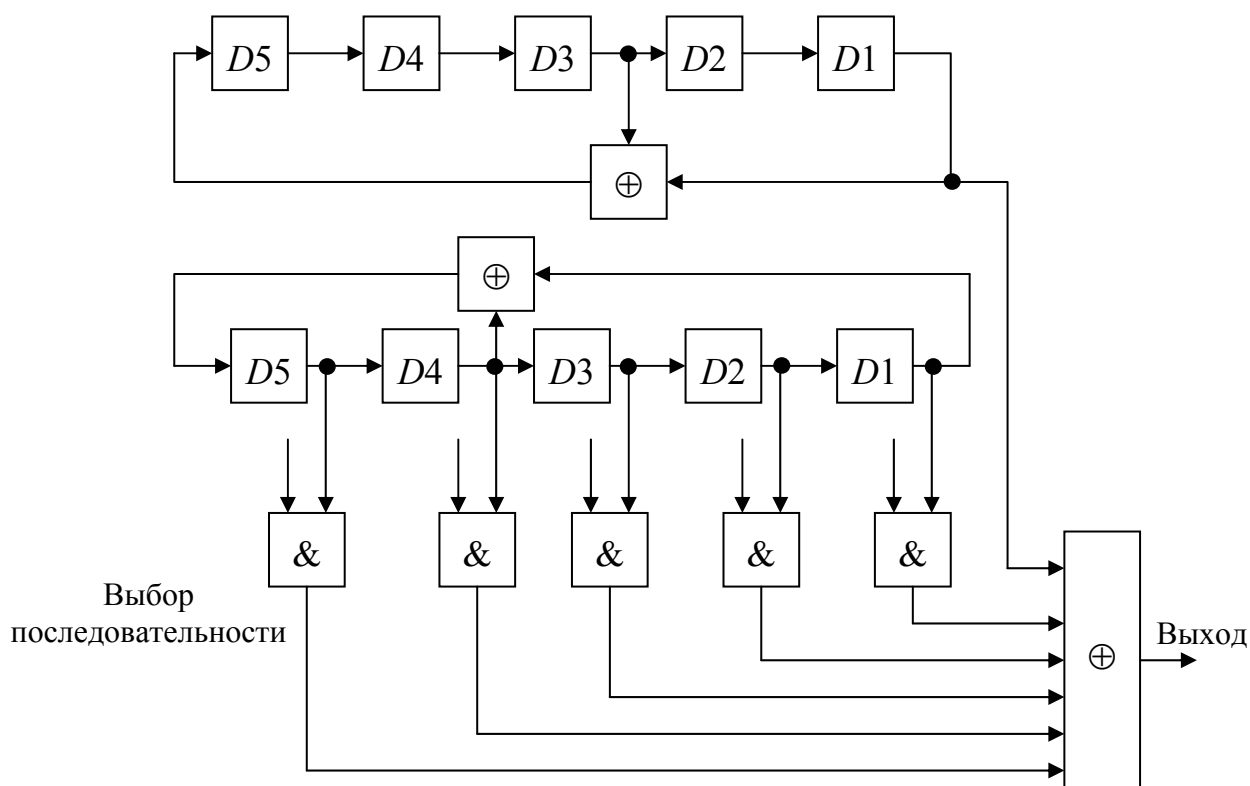 D5 D4 D3 D2 D1
⊕
⊕
D5 D4 D3 D2 D1
& & & & &
Выбор
последовательности
⊕
Выход